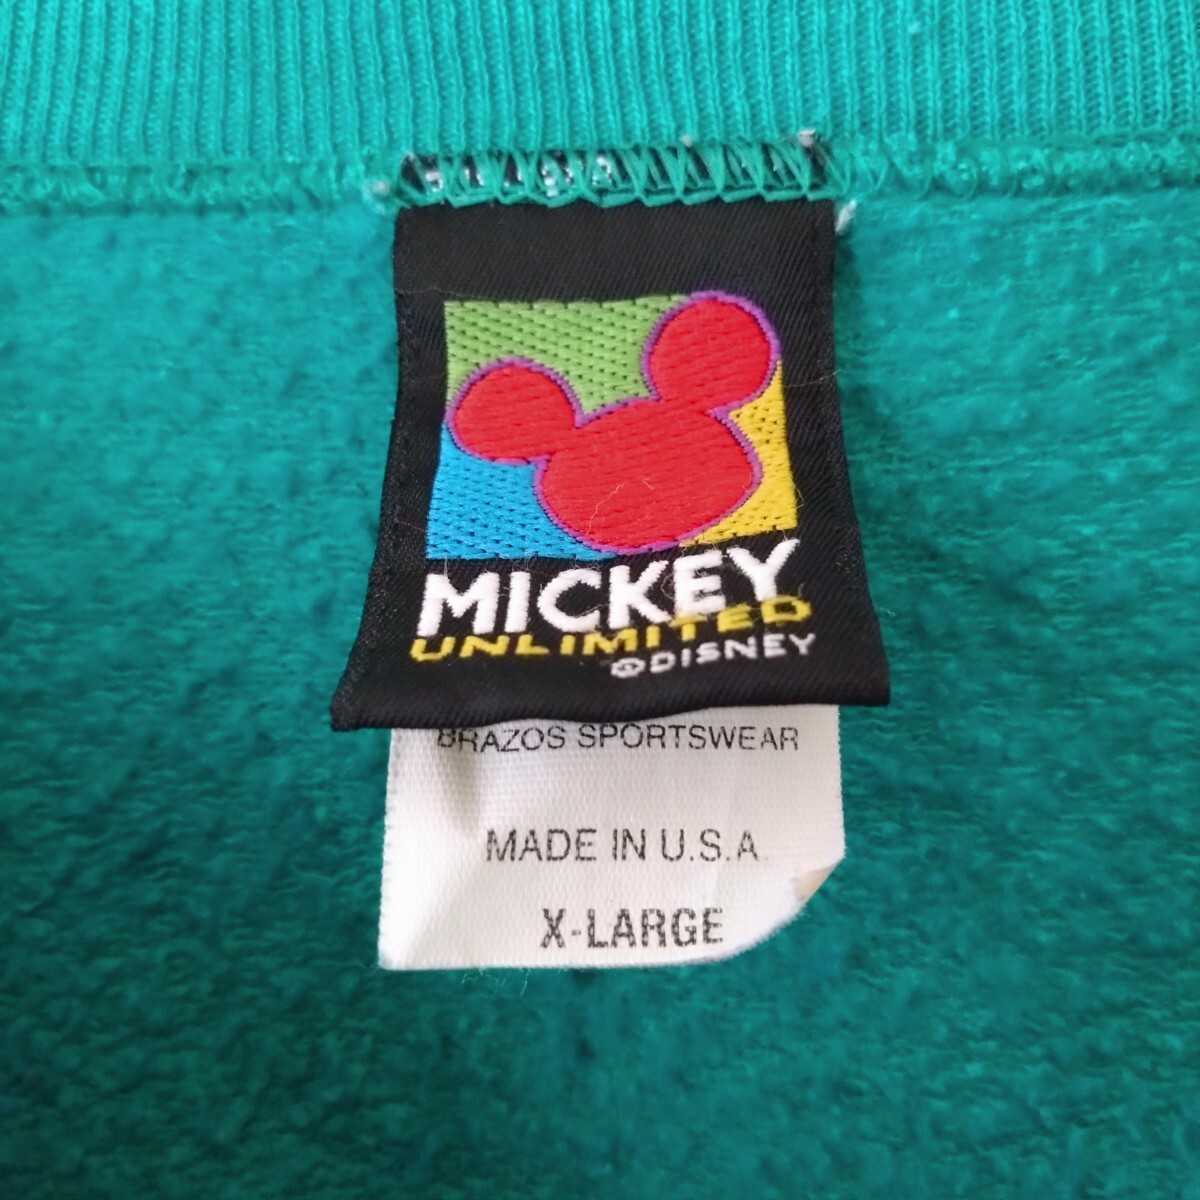 MICKEY
UNLIMITED
©DISNEY
BRAZOS SPORTSWEAR
MADE IN U.S.A
X-LARGE